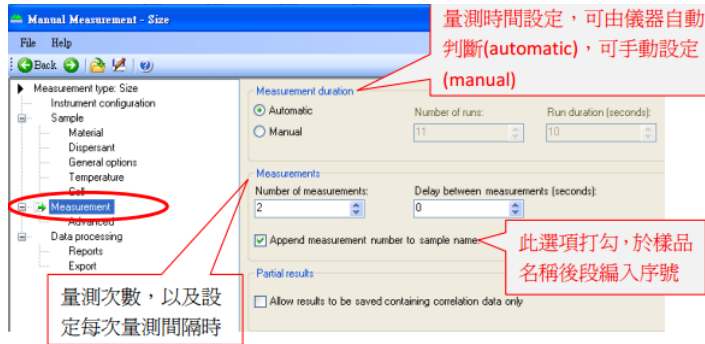 Manual Measurement - Size
File Help
Back
Measurement type: Size
Instrument configuration
Sample
Material
Dispersant
General options
Temperature
Cell
Measurement
Advanced
Data processing
Reports
Export
Measurement duration
Automatic
Manual
Number of runs:
11
Run duration (seconds):
10
Measurements
Number of measurements:
2
Delay between measurements (seconds):
0
Append measurement number to sample name
Partial results
Allow results to be saved containing correlation data only
量測時間設定，可由儀器自動
判斷(automatic)，可手動設定
(manual)
此選項打勾，於樣品
名稱後段編入序號
量測次數，以及設
定每次量測間隔時